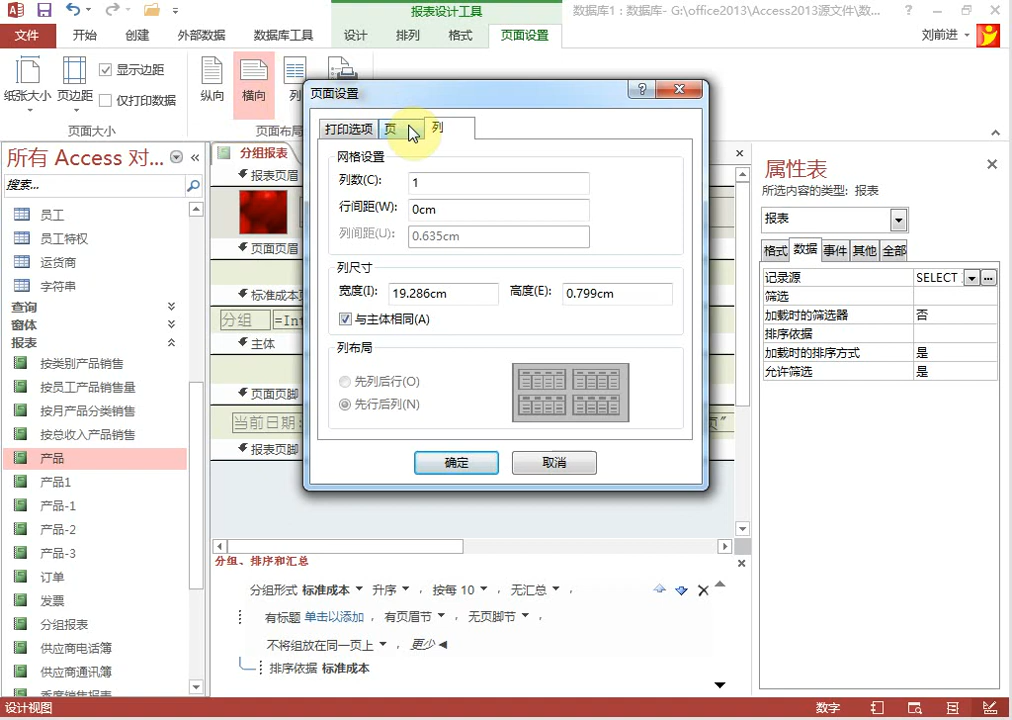 报表设计工具
数据库1 : 数据库- G:\office2013\Access2013源文件\数...
文件 开始 创建 外部数据 数据库工具 设计 排列 格式 页面设置
刘前进
纸张大小 页边距
显示边距
仅打印数据
纵向 横向 列
页面大小
页面布局
所有 Access 对...
搜索...
员工
员工特权
运货商
字符串
查询
窗体
报表
按类别产品销售
按员工产品销售量
按月产品分类销售
按总收入产品销售
产品
产品1
产品-1
产品-2
产品-3
订单
发票
分组报表
供应商电话簿
供应商通讯簿
季度销售报表
分组报表
报表页眉
页面页眉
标准成本页
分组 =Int
主体
页面页脚
当前日期:
页"
报表页脚
页面设置
打印选项 页 列
网格设置
列数(C): 1
行间距(W): 0cm
列间距(U): 0.635cm
列尺寸
宽度(I): 19.286cm 高度(E): 0.799cm
与主体相同(A)
列布局
先列后行(O)
先行后列(N)
确定 取消
分组、排序和汇总
分组形式 标准成本 升序 , 按每 10 , 无汇总 ,
有标题 单击以添加 , 有页眉节 , 无页脚节 ,
不将组放在同一页上 , 更少
排序依据 标准成本
属性表
所选内容的类型: 报表
报表
格式 数据 事件 其他 全部
记录源 SELECT
筛选
加载时的筛选器 否
排序依据
加载时的排序方式 是
允许筛选 是
设计视图
数字